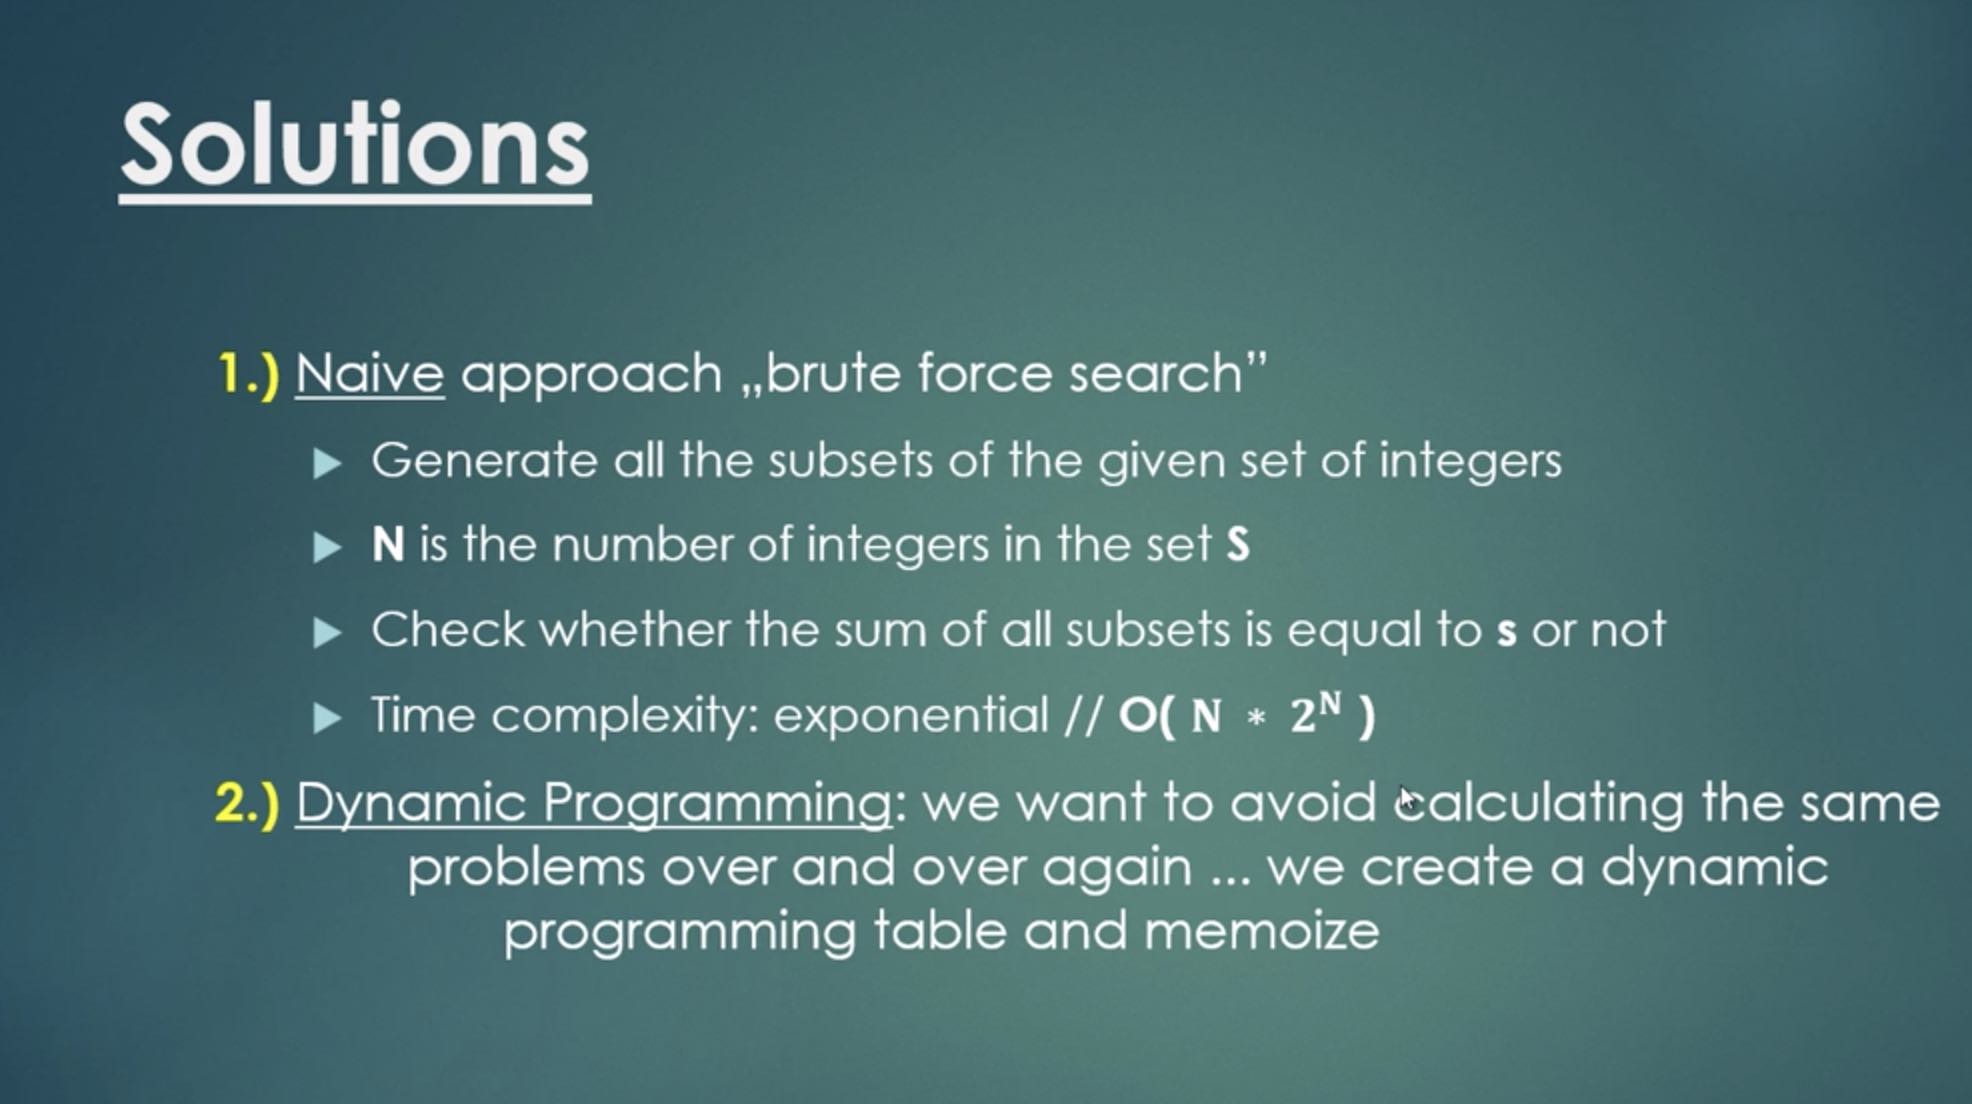 Solutions
1.) Naive approach „brute force search”
Generate all the subsets of the given set of integers
N is the number of integers in the set S
Check whether the sum of all subsets is equal to s or not
Time complexity: exponential // O( N * 2ᴺ )
2.) Dynamic Programming: we want to avoid calculating the same
problems over and over again ... we create a dynamic
programming table and memoize